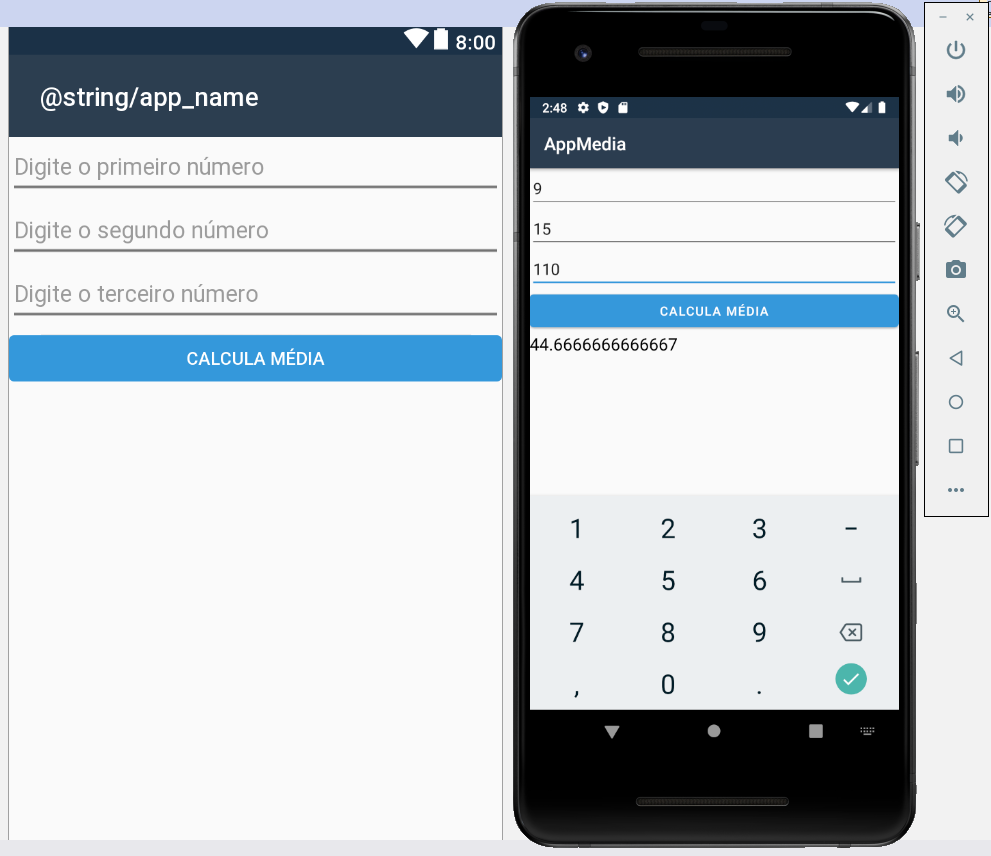 8:00
@string/app_name
Digite o primeiro número
Digite o segundo número
Digite o terceiro número
CALCULA MÉDIA
2:48
AppMedia
9
15
110
CALCULA MÉDIA
44.6666666666667
1 2 3 -
4 5 6
7 8 9
, 0 .